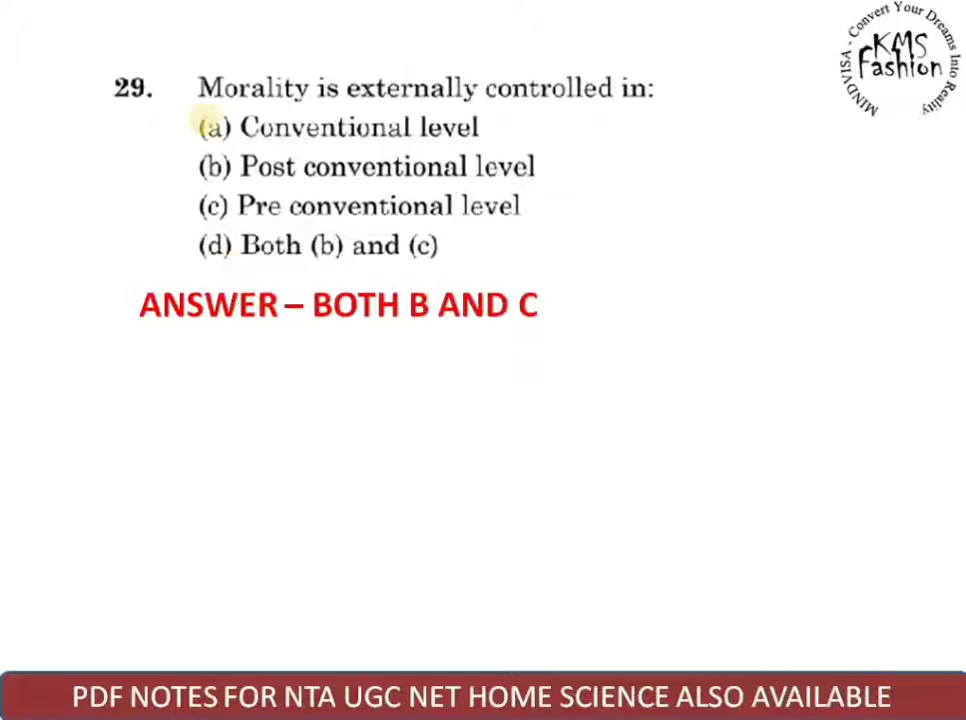 29. Morality is externally controlled in:
(a) Conventional level
(b) Post conventional level
(c) Pre conventional level
(d) Both (b) and (c)
ANSWER – BOTH B AND C
MINDVISA - Convert Your Dreams Into Reality
KMS
Fashion
PDF NOTES FOR NTA UGC NET HOME SCIENCE ALSO AVAILABLE